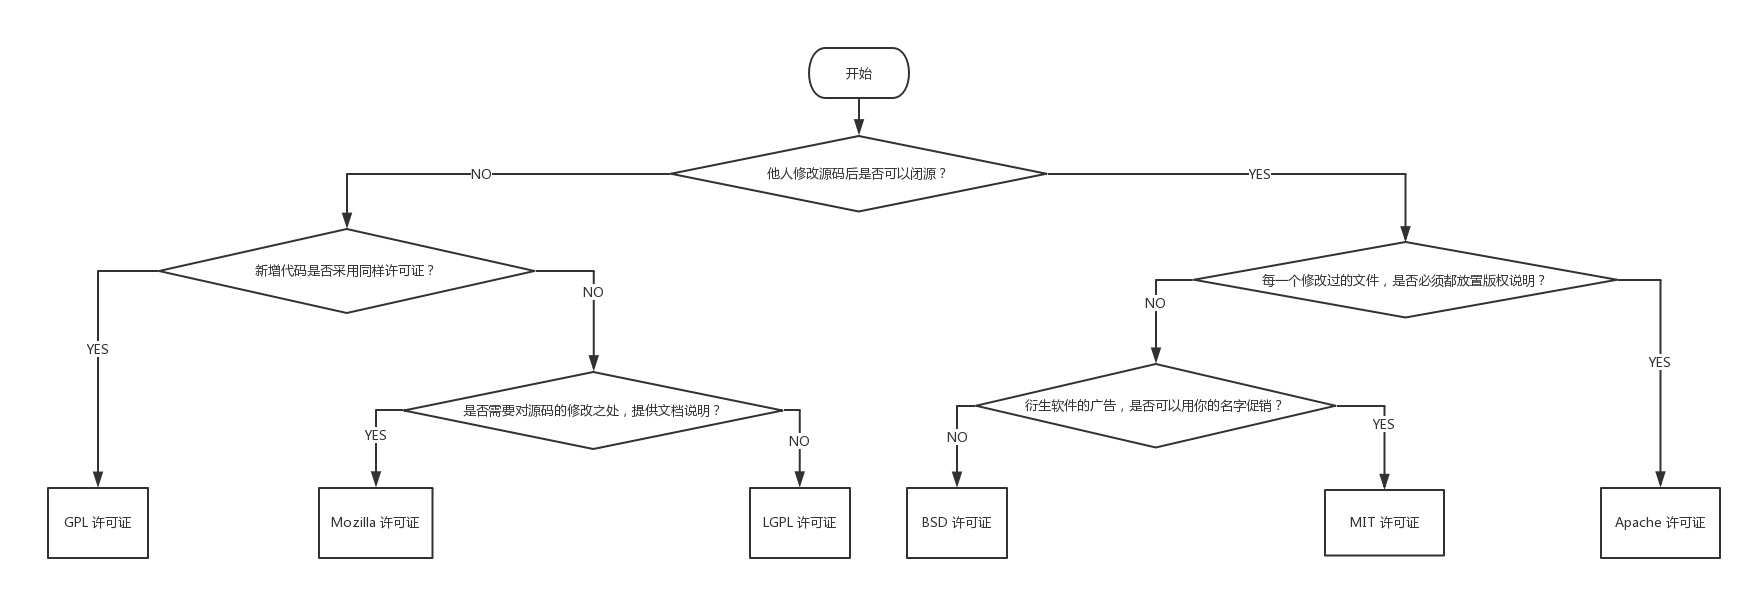 开始
他人修改源码后是否可以闭源？
NO
YES
新增代码是否采用同样许可证？
每一个修改过的文件，是否必须都放置版权说明？
NO
NO
YES
YES
是否需要对源码的修改之处，提供文档说明？
衍生软件的广告，是否可以用你的名字促销？
YES
NO
NO
YES
GPL 许可证
Mozilla 许可证
LGPL 许可证
BSD 许可证
MIT 许可证
Apache 许可证